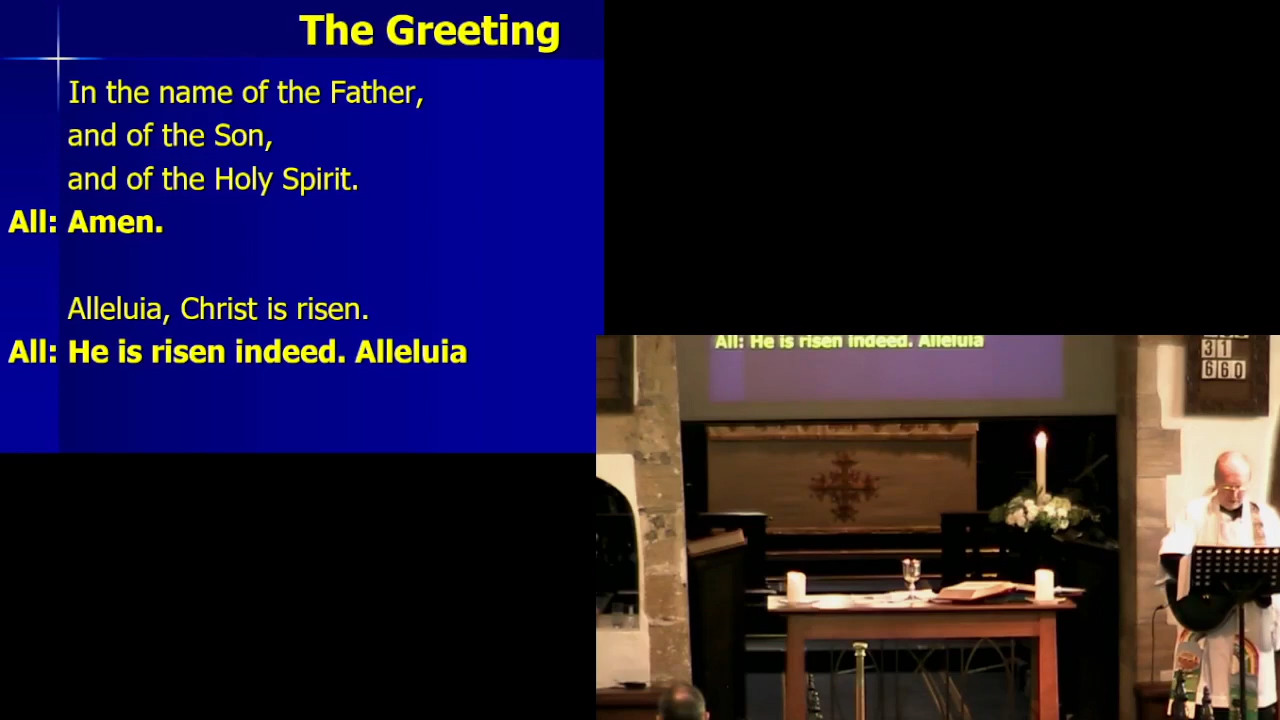 The Greeting
In the name of the Father,
and of the Son,
and of the Holy Spirit.
All: Amen.
Alleluia, Christ is risen.
All: He is risen indeed. Alleluia
All: He is risen indeed. Alleluia
31
660